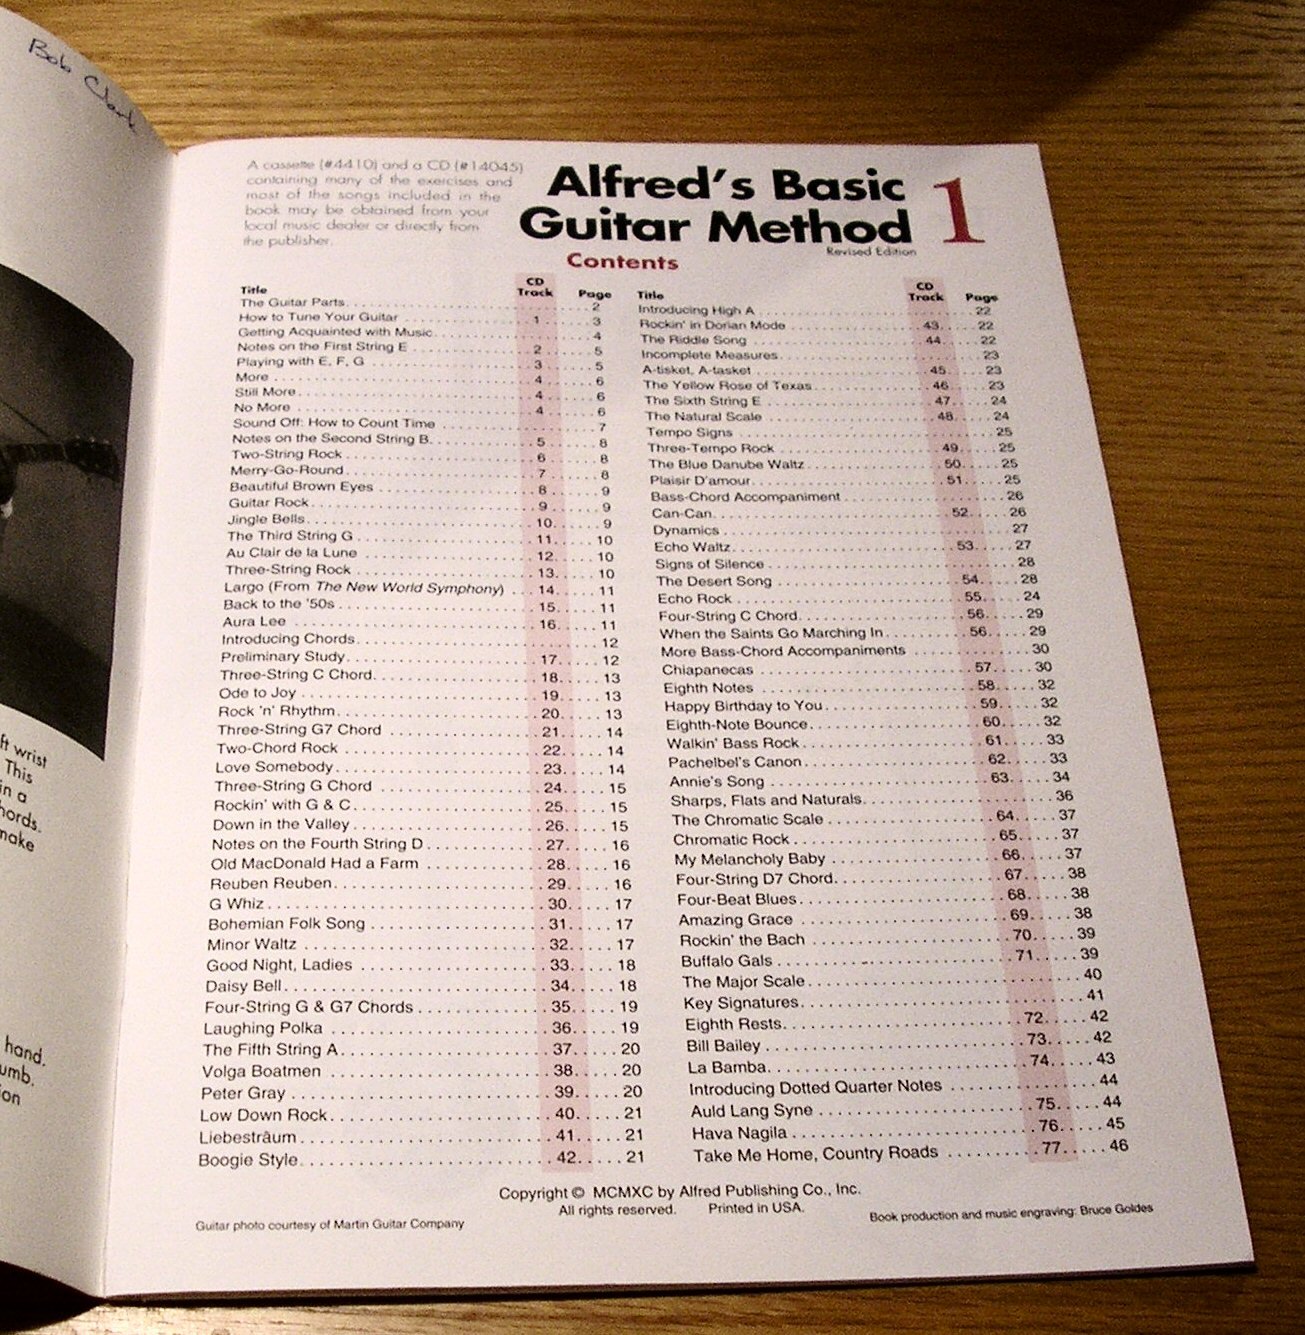 Bob Clark
A cassette (#4410) and a CD (#14045)
containing many of the exercises and
most of the songs included in the
book may be obtained from your
local music dealer or directly from
the publisher.
Alfred's Basic
Guitar Method 1
Revised Edition
Contents
Title CD Track Page
The Guitar Parts 2
How to Tune Your Guitar 1 3
Getting Acquainted with Music 4
Notes on the First String E 2 5
Playing with E, F, G 3 5
More 4 6
Still More 4 6
No More 4 6
Sound Off: How to Count Time 7
Notes on the Second String B 5 8
Two-String Rock 6 8
Merry-Go-Round 7 8
Beautiful Brown Eyes 8 9
Guitar Rock 9 9
Jingle Bells 10 9
The Third String G 11 10
Au Clair de la Lune 12 10
Three-String Rock 13 10
Largo (From The New World Symphony) 14 11
Back to the '50s 15 11
Aura Lee 16 11
Introducing Chords 12
Preliminary Study 17 12
Three-String C Chord 18 13
Ode to Joy 19 13
Rock 'n' Rhythm 20 13
Three-String G7 Chord 21 14
Two-Chord Rock 22 14
Love Somebody 23 14
Three-String G Chord 24 15
Rockin' with G & C 25 15
Down in the Valley 26 15
Notes on the Fourth String D 27 16
Old MacDonald Had a Farm 28 16
Reuben Reuben 29 16
G Whiz 30 17
Bohemian Folk Song 31 17
Minor Waltz 32 17
Good Night, Ladies 33 18
Daisy Bell 34 18
Four-String G & G7 Chords 35 19
Laughing Polka 36 19
The Fifth String A 37 20
Volga Boatmen 38 20
Peter Gray 39 20
Low Down Rock 40 21
Liebesträum 41 21
Boogie Style 42 21
Title CD Track Page
Introducing High A 22
Rockin' in Dorian Mode 43 22
The Riddle Song 44 22
Incomplete Measures 23
A-tisket, A-tasket 45 23
The Yellow Rose of Texas 46 23
The Sixth String E 47 24
The Natural Scale 48 24
Tempo Signs 25
Three-Tempo Rock 49 25
The Blue Danube Waltz 50 25
Plaisir D'amour 51 25
Bass-Chord Accompaniment 26
Can-Can 52 26
Dynamics 27
Echo Waltz 53 27
Signs of Silence 28
The Desert Song 54 28
Echo Rock 55 24
Four-String C Chord 56 29
When the Saints Go Marching In 56 29
More Bass-Chord Accompaniments 30
Chiapanecas 57 30
Eighth Notes 58 32
Happy Birthday to You 59 32
Eighth-Note Bounce 60 32
Walkin' Bass Rock 61 33
Pachelbel's Canon 62 33
Annie's Song 63 34
Sharps, Flats and Naturals 36
The Chromatic Scale 64 37
Chromatic Rock 65 37
My Melancholy Baby 66 37
Four-String D7 Chord 67 38
Four-Beat Blues 68 38
Amazing Grace 69 38
Rockin' the Bach 70 39
Buffalo Gals 71 39
The Major Scale 40
Key Signatures 41
Eighth Rests 72 42
Bill Bailey 73 42
La Bamba 74 43
Introducing Dotted Quarter Notes 44
Auld Lang Syne 75 44
Hava Nagila 76 45
Take Me Home, Country Roads 77 46
Copyright © MCMXC by Alfred Publishing Co., Inc.
All rights reserved. Printed in USA.
Guitar photo courtesy of Martin Guitar Company
Book production and music engraving: Bruce Goldes
wrist
This
in a
make
hand.